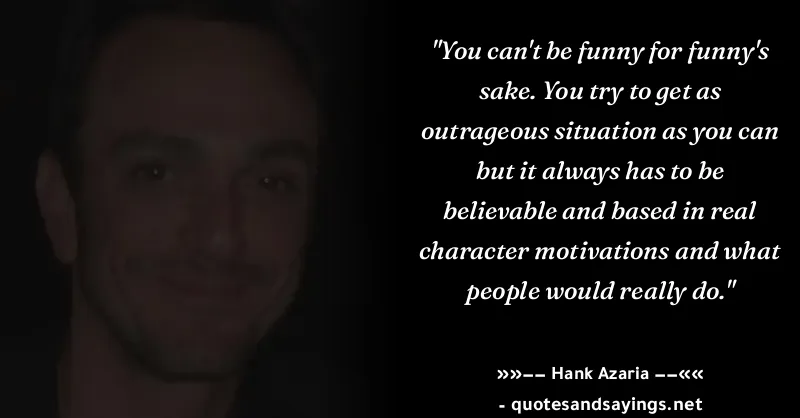 "You can't be funny for funny's
sake. You try to get as
outrageous situation as you can
but it always has to be
believable and based in real
character motivations and what
people would really do."
»»−− Hank Azaria −−««
- quotesandsayings.net